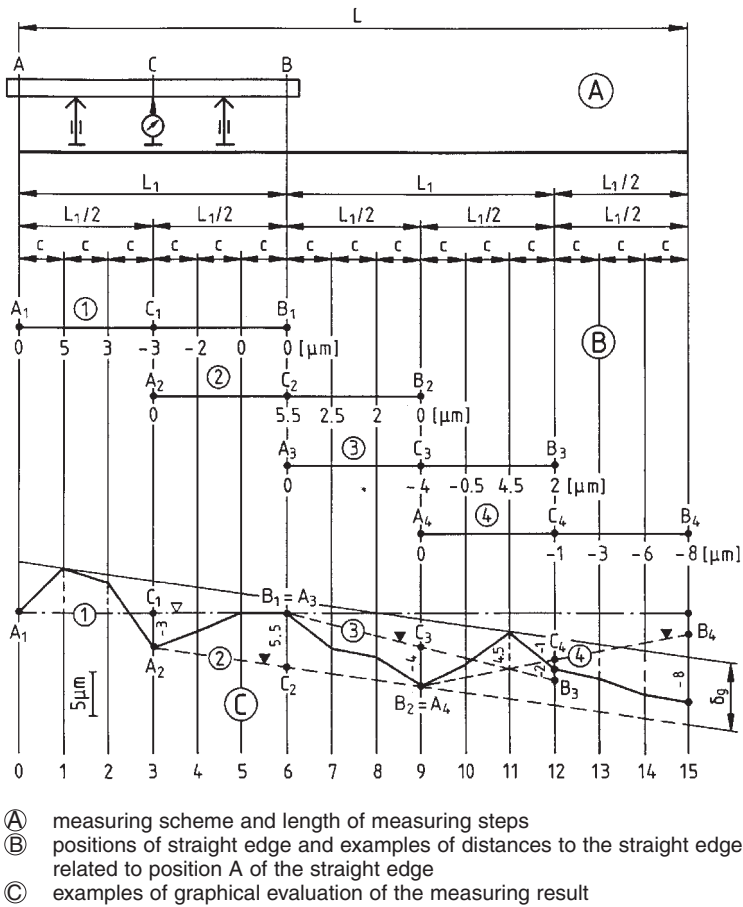 L
A C B
Ⓐ
L₁ L₁ L₁/2
L₁/2 L₁/2 L₁/2 L₁/2 L₁/2
c c c c c c c c c c c c c c c
A₁ ① C₁ B₁
0 5 3 -3 -2 0 0 [µm]
Ⓑ
A₂ ② C₂ B₂
0 5.5 2.5 2 0 [µm]
A₃ ③ C₃ B₃
0 -4 -0.5 4.5 2 [µm]
A₄ ④ C₄ B₄
0 -1 -3 -6 -8 [µm]
C₁ B₁ = A₃
① -3 ③ C₃ C₄ -1 ④ B₄
A₁ A₂ ② 5.5 -4 4.5 -2 B₃ -8
C₂ B₂ = A₄
5µm Ⓒ δg
0 1 2 3 4 5 6 7 8 9 10 11 12 13 14 15
Ⓐ measuring scheme and length of measuring steps
Ⓑ positions of straight edge and examples of distances to the straight edge
related to position A of the straight edge
Ⓒ examples of graphical evaluation of the measuring result